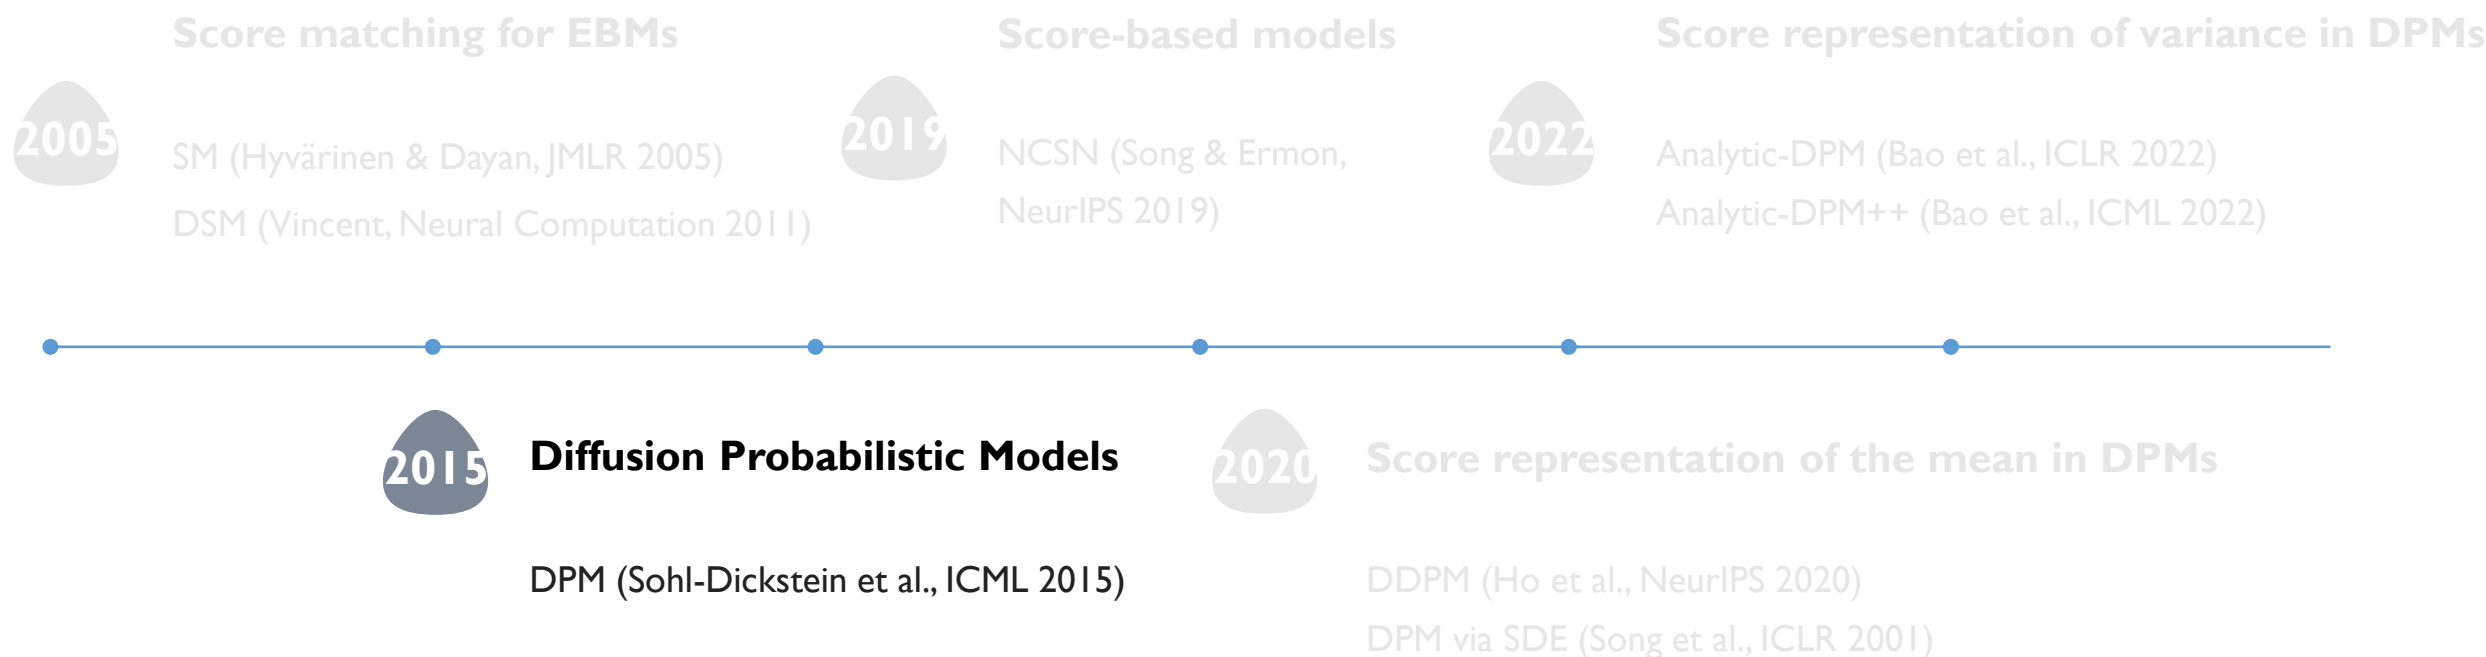 Score matching for EBMs
2005
SM (Hyvärinen & Dayan, JMLR 2005)
DSM (Vincent, Neural Computation 2011)
Score-based models
2019
NCSN (Song & Ermon,
NeurIPS 2019)
Score representation of variance in DPMs
2022
Analytic-DPM (Bao et al., ICLR 2022)
Analytic-DPM++ (Bao et al., ICML 2022)
2015
Diffusion Probabilistic Models
DPM (Sohl-Dickstein et al., ICML 2015)
2020
Score representation of the mean in DPMs
DDPM (Ho et al., NeurIPS 2020)
DPM via SDE (Song et al., ICLR 2001)